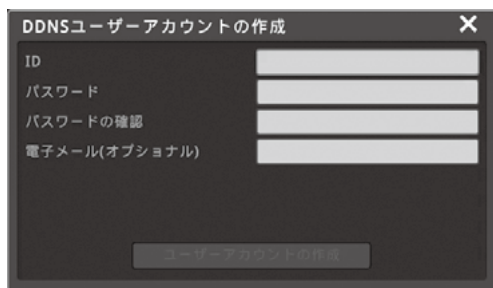 DDNSユーザーアカウントの作成
ID
パスワード
パスワードの確認
電子メール(オプショナル)
ユーザーアカウントの作成